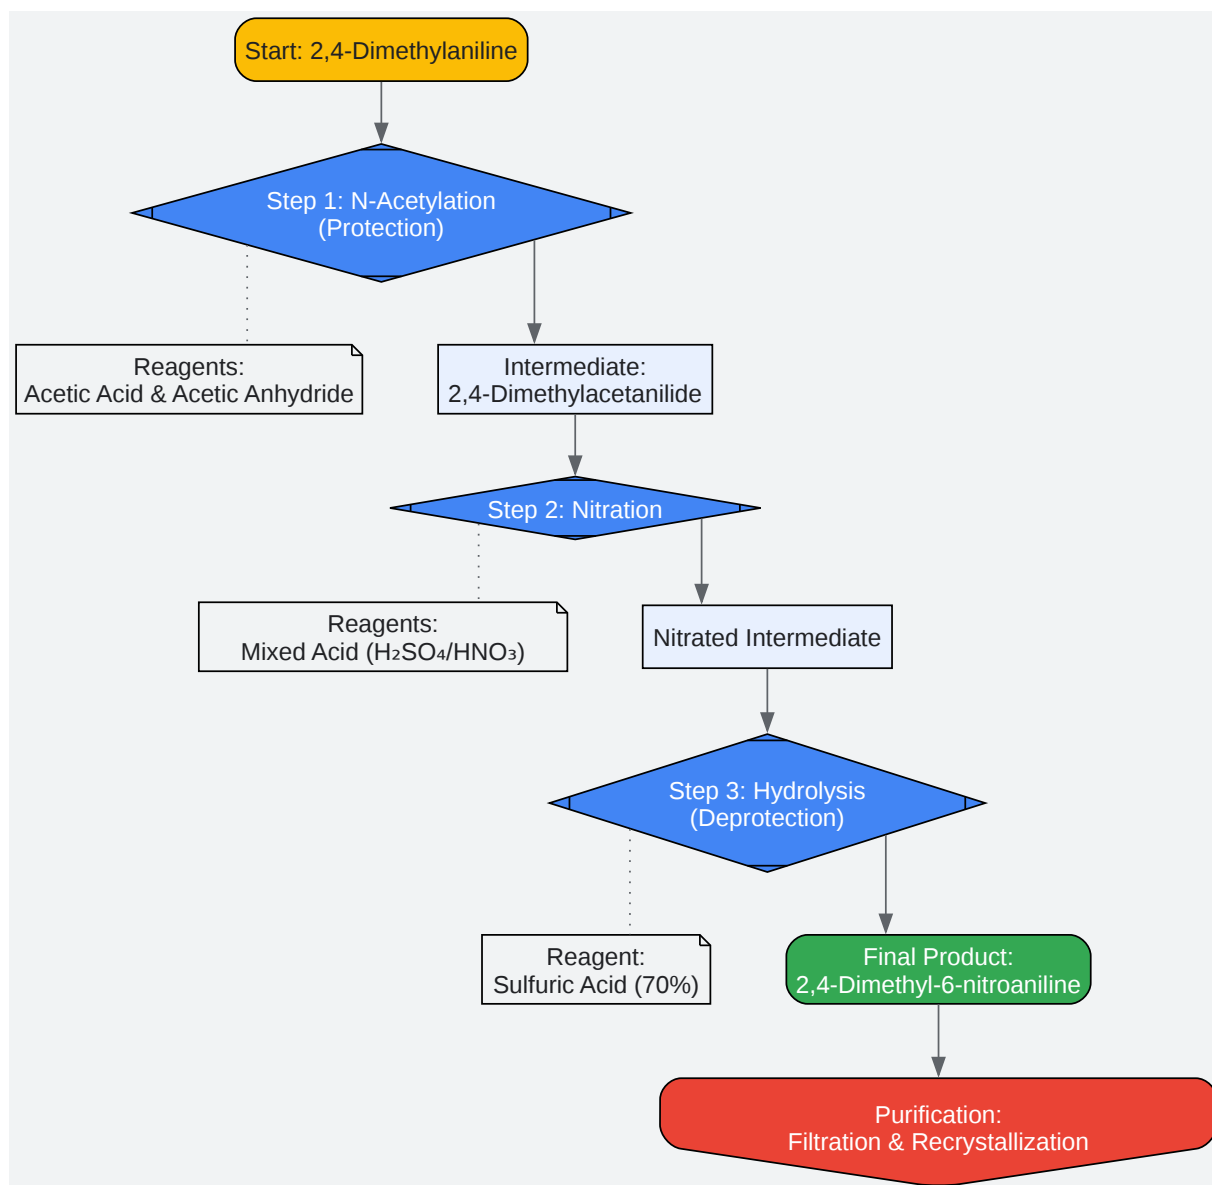 Start: 2,4-Dimethylaniline
Step 1: N-Acetylation
(Protection)
Reagents:
Acetic Acid & Acetic Anhydride
Intermediate:
2,4-Dimethylacetanilide
Step 2: Nitration
Reagents:
Mixed Acid (H₂SO₄/HNO₃)
Nitrated Intermediate
Step 3: Hydrolysis
(Deprotection)
Reagent:
Sulfuric Acid (70%)
Final Product:
2,4-Dimethyl-6-nitroaniline
Purification:
Filtration & Recrystallization